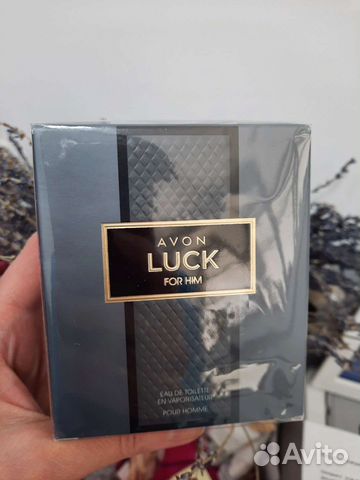 AVON
LUCK
FOR HIM
EAU DE TOILETTE
EN VAPORISATEUR
POUR HOMME
Avito